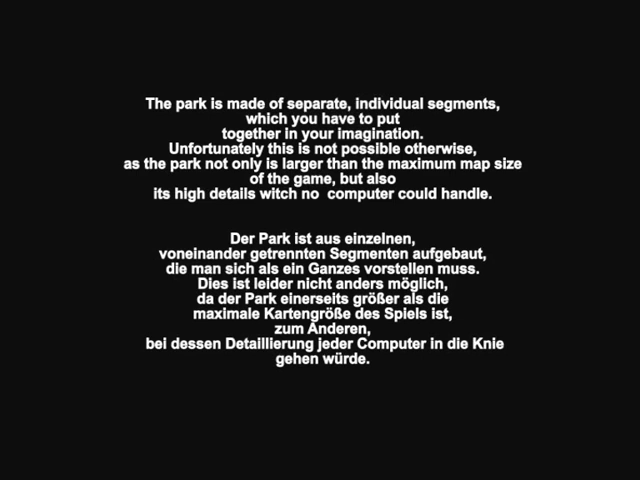 The park is made of separate, individual segments,
which you have to put
together in your imagination.
Unfortunately this is not possible otherwise,
as the park not only is larger than the maximum map size
of the game, but also
its high details witch no computer could handle.
Der Park ist aus einzelnen,
voneinander getrennten Segmenten aufgebaut,
die man sich als ein Ganzes vorstellen muss.
Dies ist leider nicht anders möglich,
da der Park einerseits größer als die
maximale Kartengröße des Spiels ist,
zum Anderen,
bei dessen Detaillierung jeder Computer in die Knie
gehen würde.